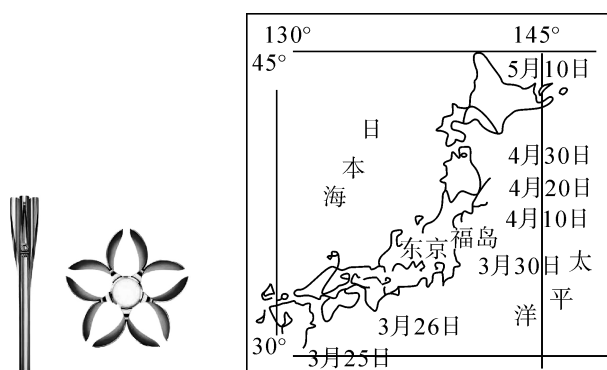 130°
145°
45°
5月10日
日
本
海
4月30日
4月20日
4月10日
东京
福岛
3月30日
太
平
洋
3月26日
30°
3月25日